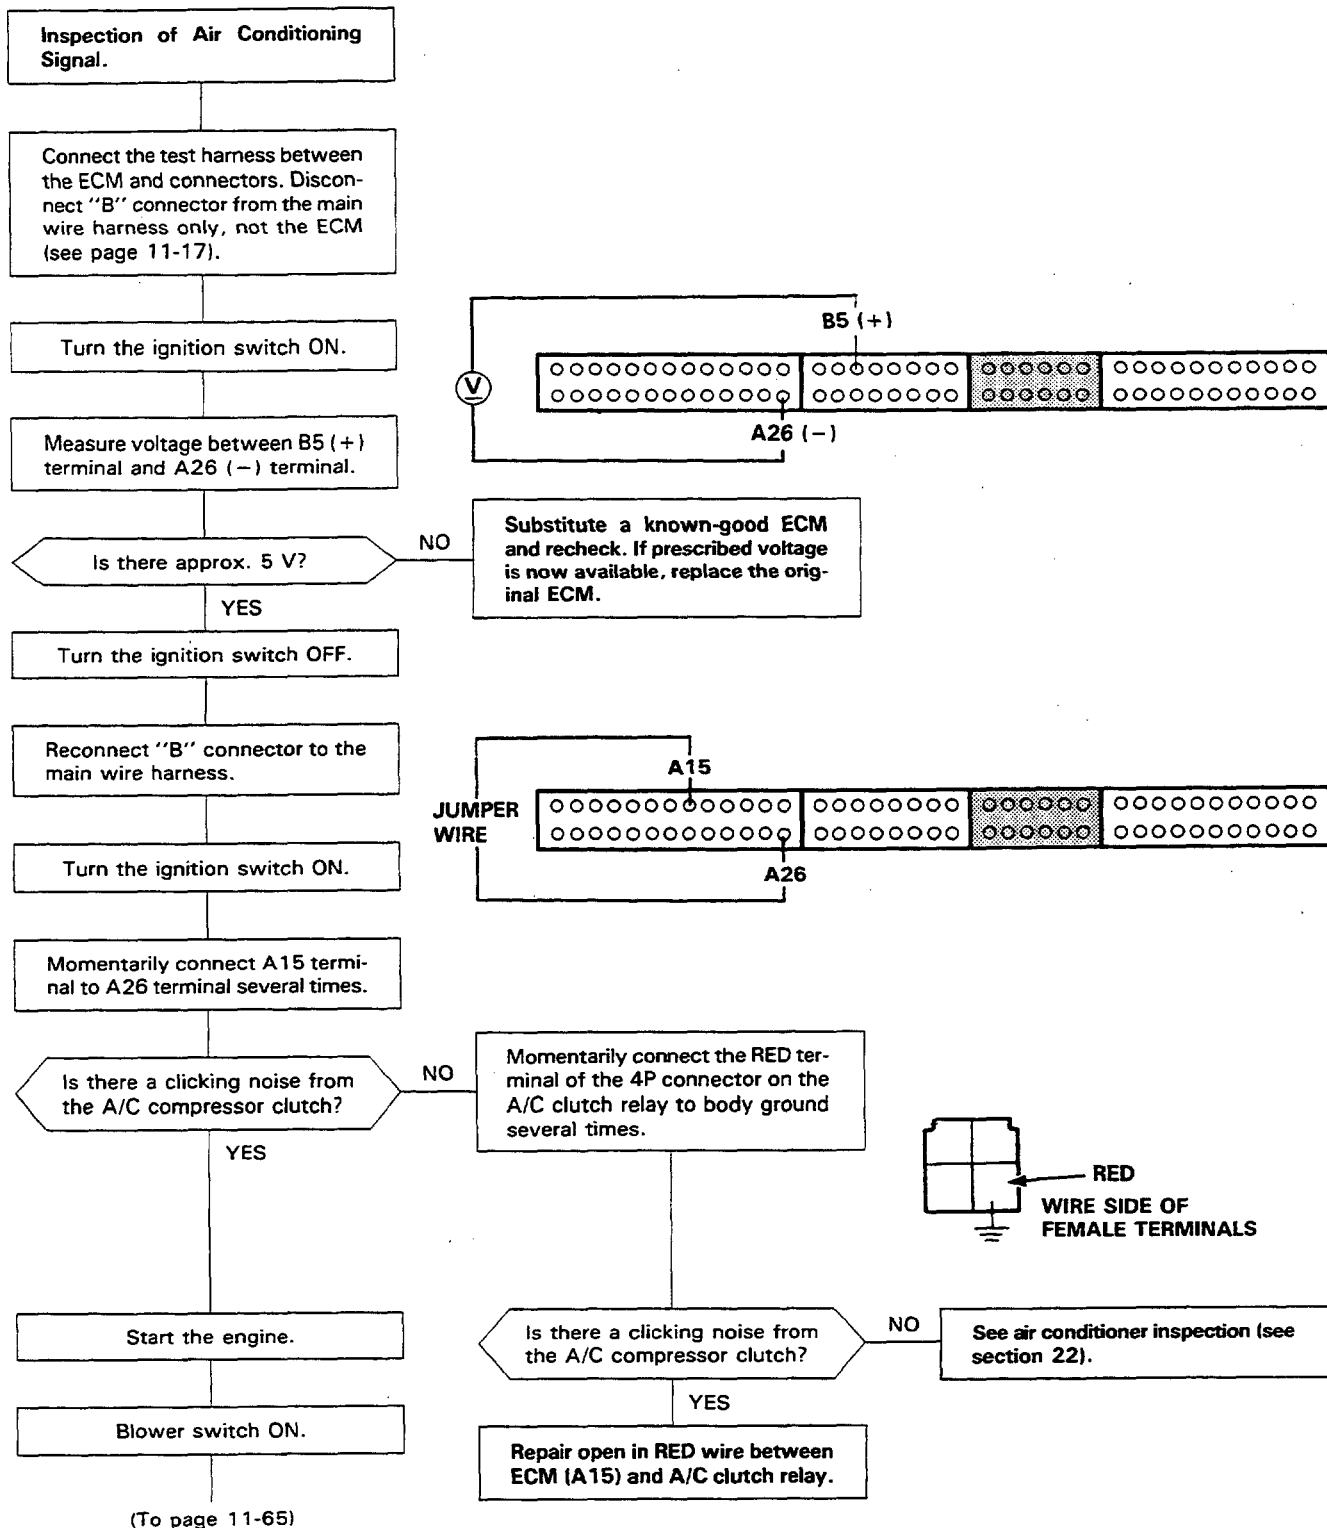 Inspection of Air Conditioning
Signal.
Connect the test harness between
the ECM and connectors. Discon-
nect "B" connector from the main
wire harness only, not the ECM
(see page 11-17).
Turn the ignition switch ON.
Measure voltage between B5 (+)
terminal and A26 (−) terminal.
B5 (+)
V
A26 (−)
Is there approx. 5 V?
NO
Substitute a known-good ECM
and recheck. If prescribed voltage
is now available, replace the orig-
inal ECM.
YES
Turn the ignition switch OFF.
Reconnect "B" connector to the
main wire harness.
Turn the ignition switch ON.
Momentarily connect A15 termi-
nal to A26 terminal several times.
A15
JUMPER
WIRE
A26
Is there a clicking noise from
the A/C compressor clutch?
NO
Momentarily connect the RED ter-
minal of the 4P connector on the
A/C clutch relay to body ground
several times.
RED
WIRE SIDE OF
FEMALE TERMINALS
YES
Start the engine.
Blower switch ON.
(To page 11-65)
Is there a clicking noise from
the A/C compressor clutch?
NO
See air conditioner inspection (see
section 22).
YES
Repair open in RED wire between
ECM (A15) and A/C clutch relay.